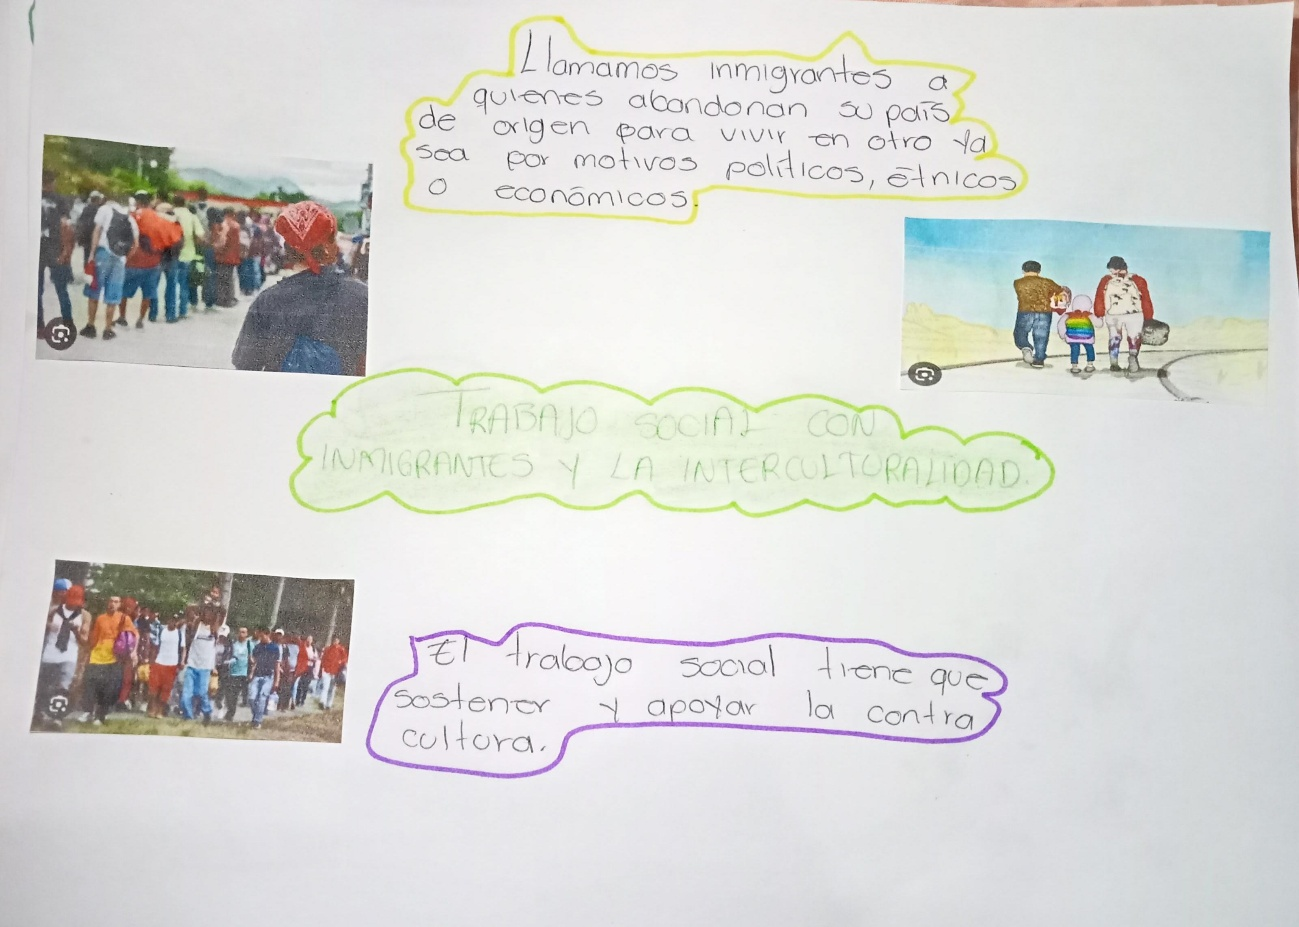 Llamamos inmigrantes a
quienes abandonan su país
de origen para vivir en otro ya
sea por motivos políticos, étnicos
o económicos.
TRABAJO SOCIAL CON
INMIGRANTES Y LA INTERCULTURALIDAD.
El trabajo social tiene que
sostener y apoyar la contra
cultura.